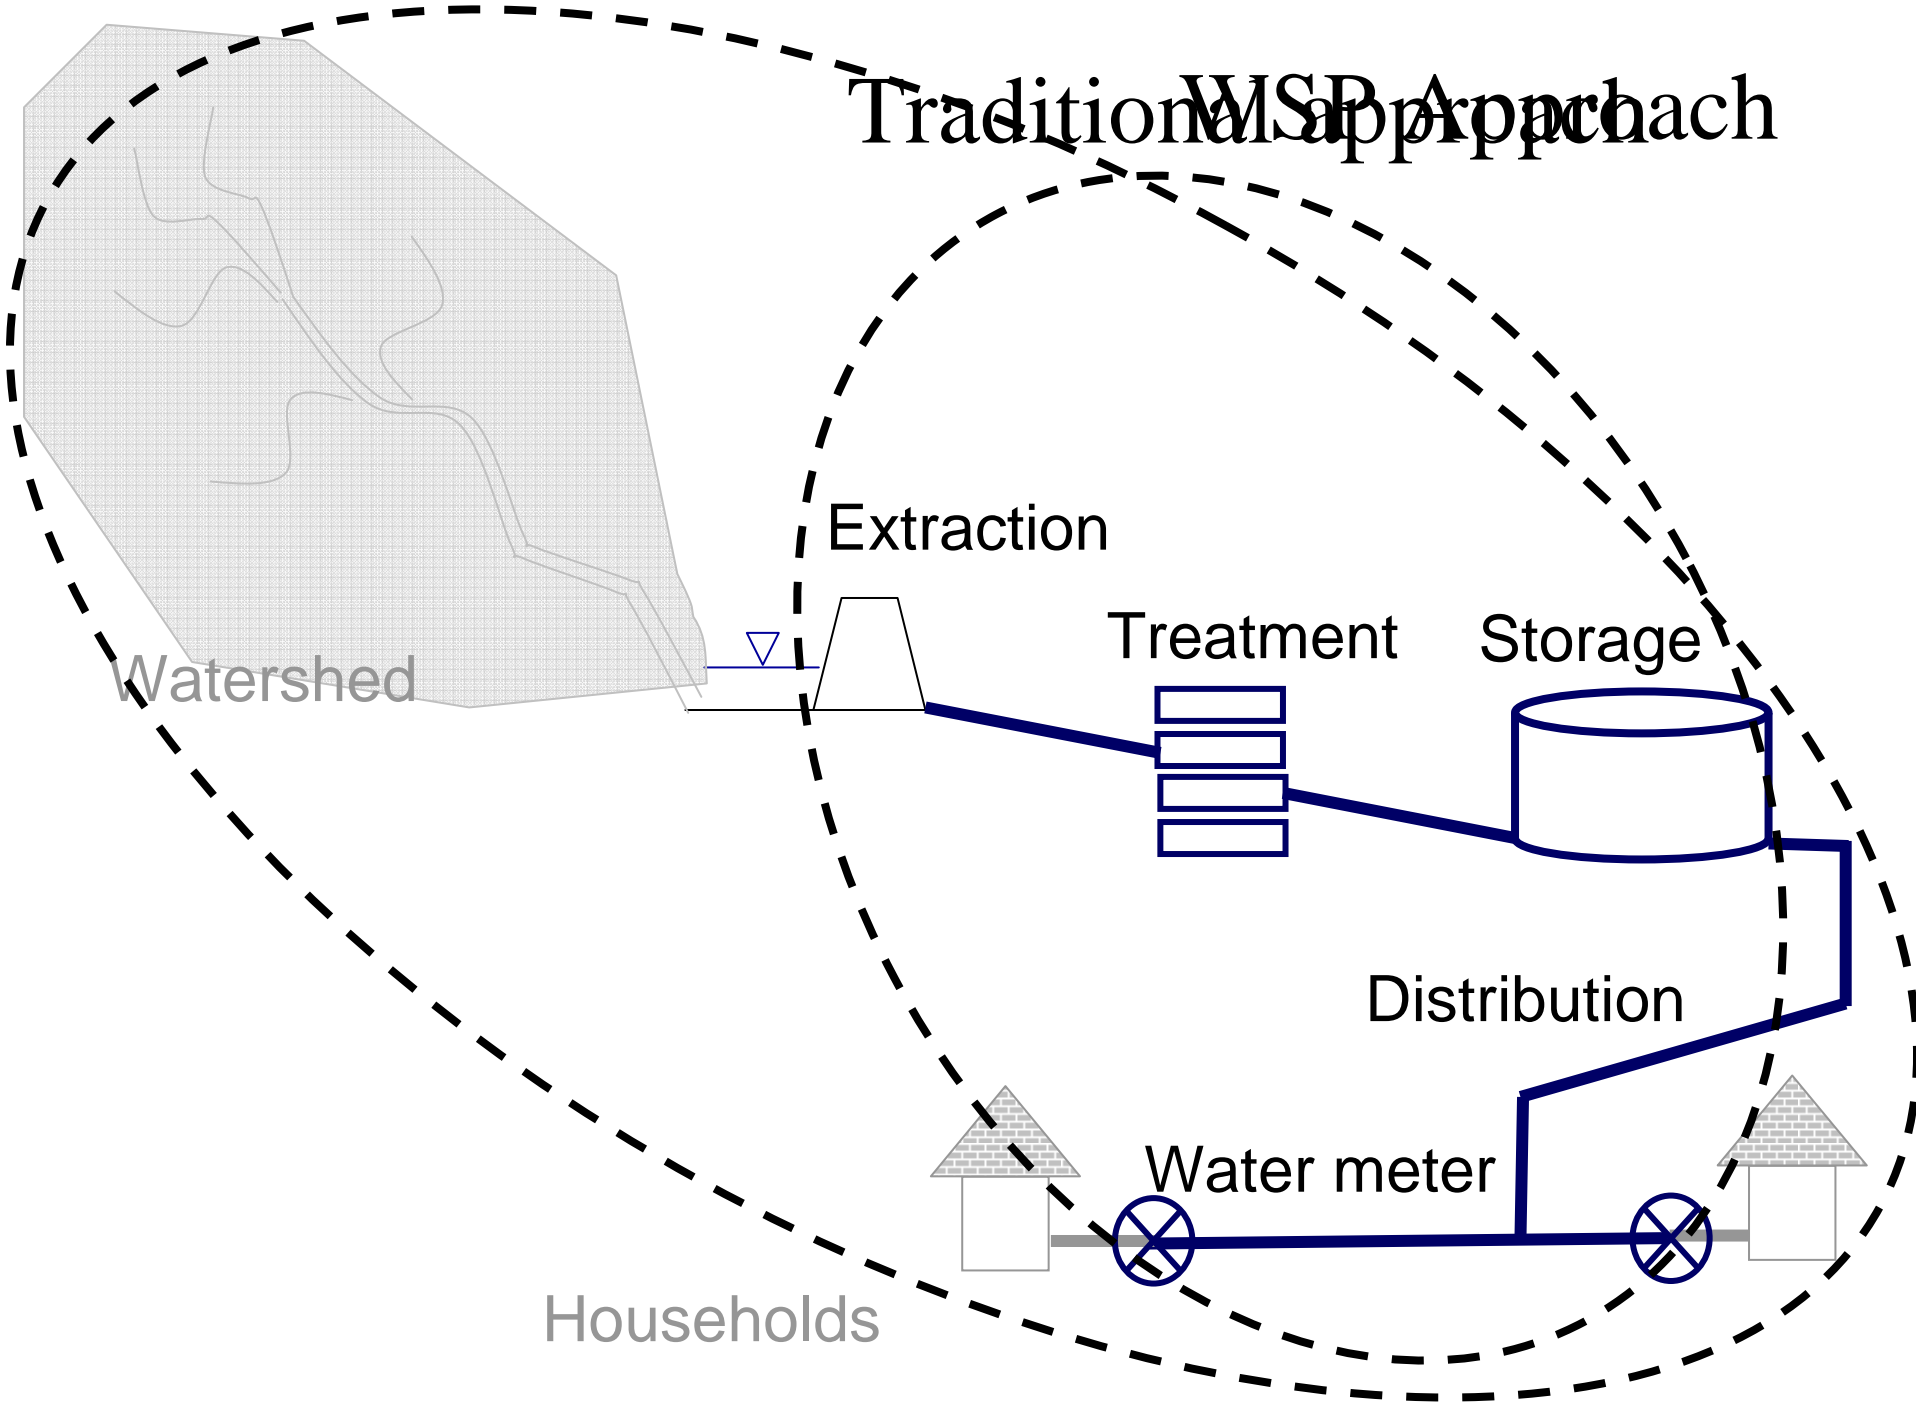 Traditional approach
WSP Approach
Extraction
Treatment
Storage
Watershed
Distribution
Water meter
Households